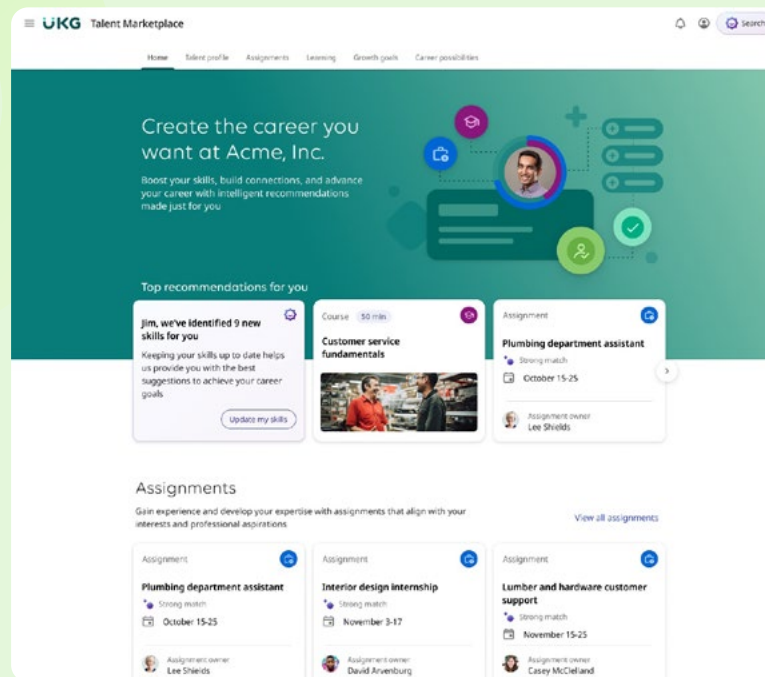 UKG Talent Marketplace
Search
Home Talent profile Assignments Learning Growth goals Career possibilities
Create the career you
want at Acme, Inc.
Boost your skills, build connections, and advance
your career with intelligent recommendations
made just for you
Top recommendations for you
Jim, we've identified 9 new
skills for you
Keeping your skills up to date helps
us provide you with the best
suggestions to achieve your career
goals
Update my skills
Course 50 min
Customer service
fundamentals
Assignment
Plumbing department assistant
Strong match
October 15-25
Assignment owner
Lee Shields
Assignments
Gain experience and develop your expertise with assignments that align with your
interests and professional aspirations
View all assignments
Assignment
Plumbing department assistant
Strong match
October 15-25
Assignment owner
Lee Shields
Assignment
Interior design internship
Strong match
November 3-17
Assignment owner
David Arvenburg
Assignment
Lumber and hardware customer
support
Strong match
November 15-25
Assignment owner
Casey McClelland